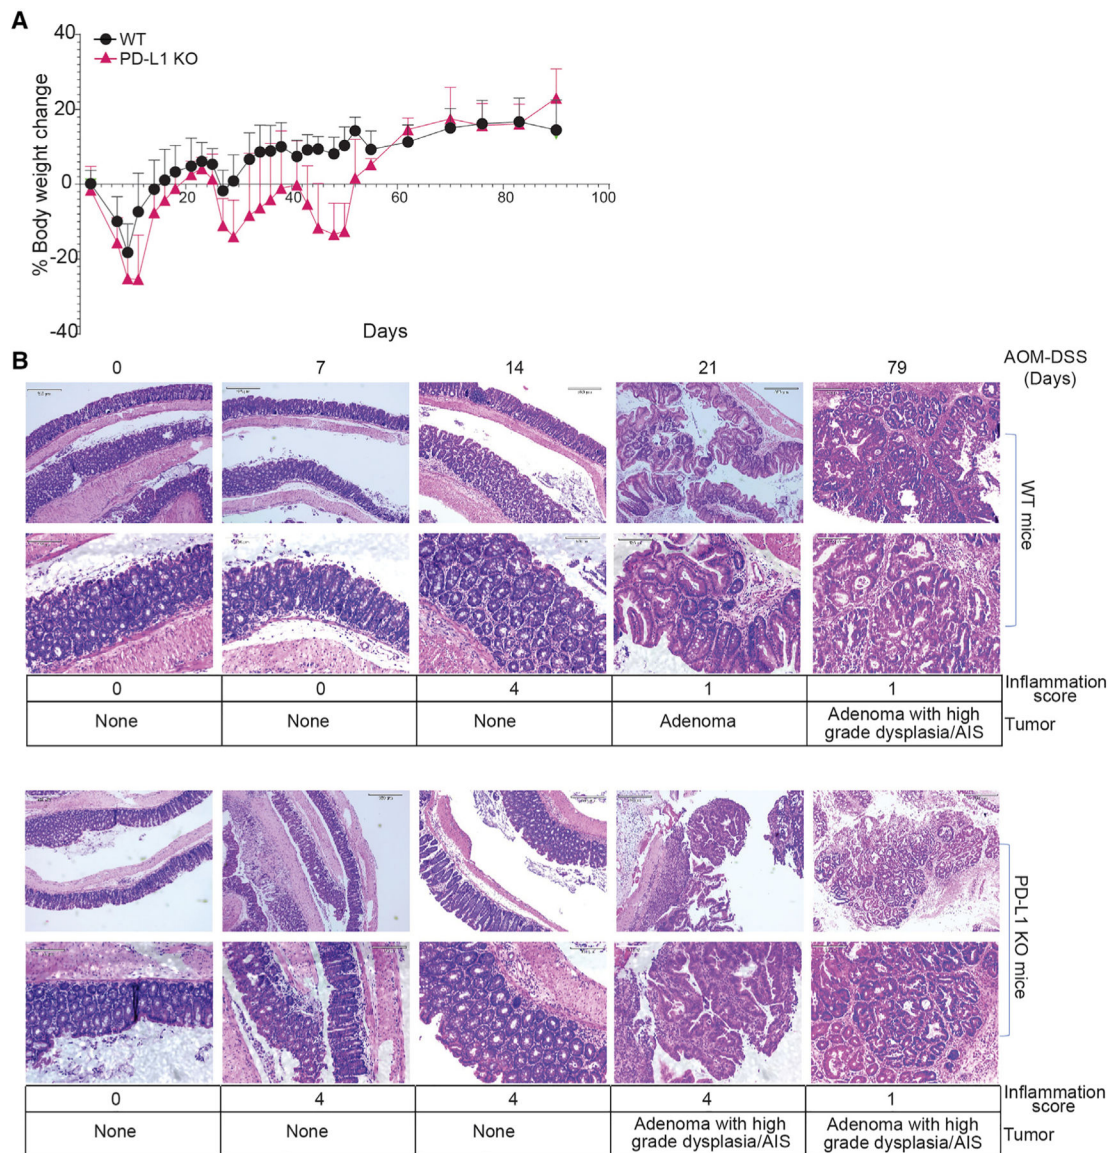 A
40
WT
PD-L1 KO
20
0
-20
-40
% Body weight change
20
40
60
80
100
Days
B
0 7 14 21 79 AOM-DSS
(Days)
WT mice
0 0 4 1 1 Inflammation
score
None None None Adenoma Adenoma with high
grade dysplasia/AIS Tumor
PD-L1 KO mice
0 4 4 4 1 Inflammation
score
None None None Adenoma with high Adenoma with high
grade dysplasia/AIS grade dysplasia/AIS Tumor